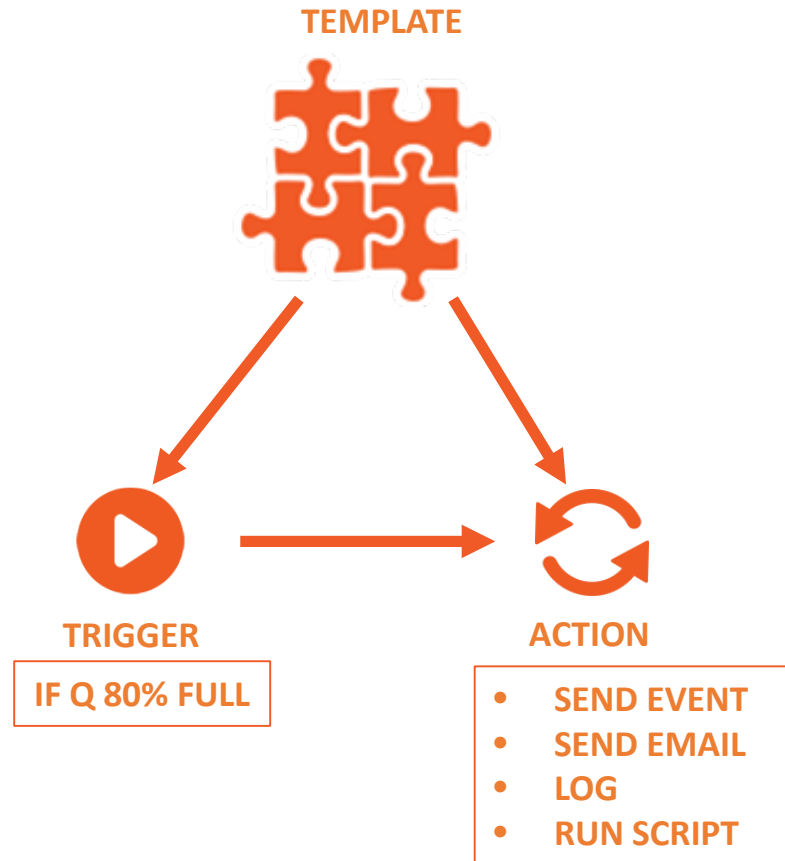 TEMPLATE
TRIGGER
IF Q 80% FULL
ACTION
• SEND EVENT
• SEND EMAIL
• LOG
• RUN SCRIPT